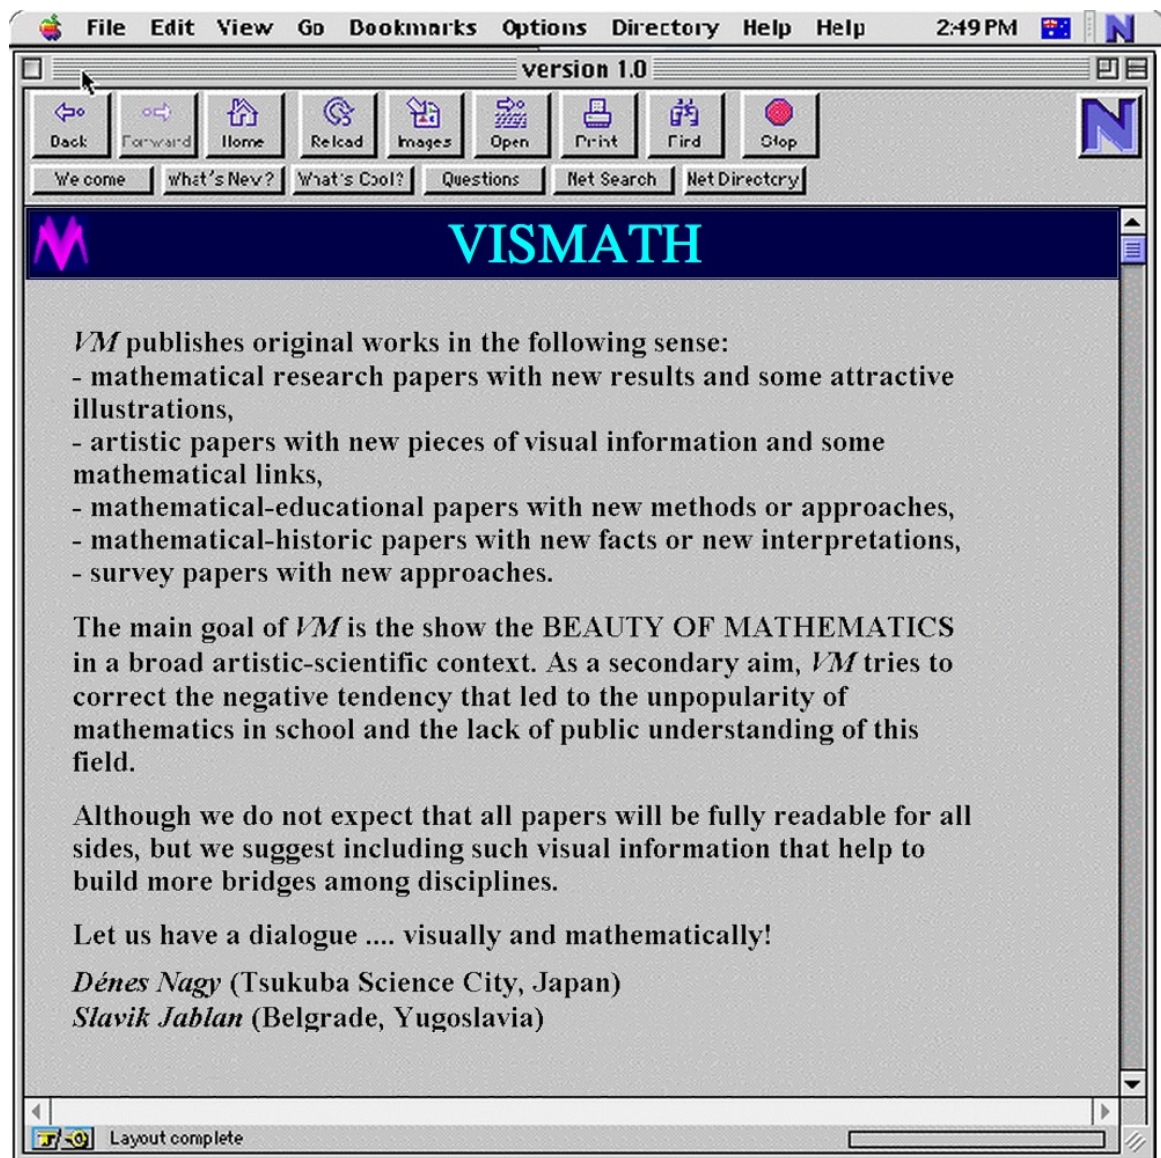 File Edit View Go Bookmarks Options Directory Help Help 2:49 PM
version 1.0
Back Forward Home Reload Images Open Print Find Stop
We come What's New? What's Cool? Questions Net Search Net Directory
VISMATH
VM publishes original works in the following sense:
- mathematical research papers with new results and some attractive
illustrations,
- artistic papers with new pieces of visual information and some
mathematical links,
- mathematical-educational papers with new methods or approaches,
- mathematical-historic papers with new facts or new interpretations,
- survey papers with new approaches.
The main goal of VM is the show the BEAUTY OF MATHEMATICS
in a broad artistic-scientific context. As a secondary aim, VM tries to
correct the negative tendency that led to the unpopularity of
mathematics in school and the lack of public understanding of this
field.
Although we do not expect that all papers will be fully readable for all
sides, but we suggest including such visual information that help to
build more bridges among disciplines.
Let us have a dialogue .... visually and mathematically!
Dénes Nagy (Tsukuba Science City, Japan)
Slavik Jablan (Belgrade, Yugoslavia)
Layout complete